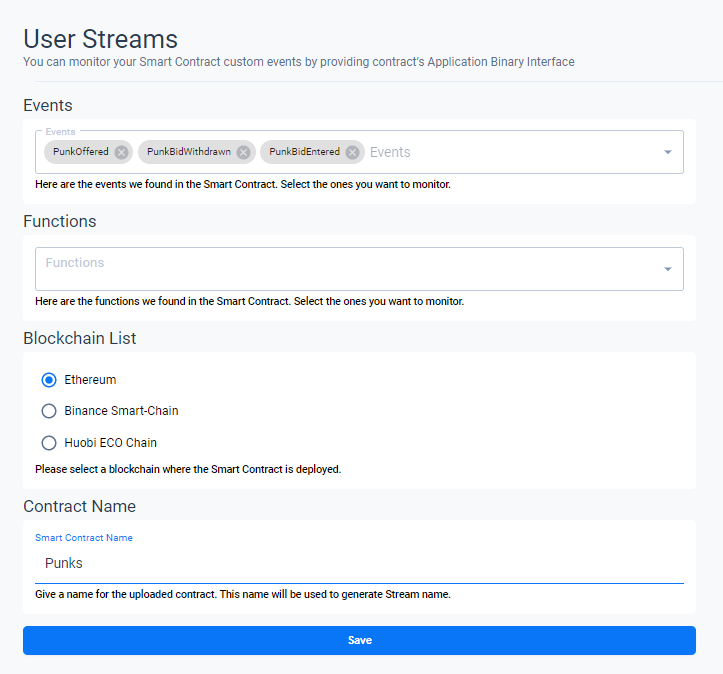 User Streams
You can monitor your Smart Contract custom events by providing contract's Application Binary Interface
Events
Events
PunkOffered PunkBidWithdrawn PunkBidEntered Events
Here are the events we found in the Smart Contract. Select the ones you want to monitor.
Functions
Functions
Here are the functions we found in the Smart Contract. Select the ones you want to monitor.
Blockchain List
Ethereum
Binance Smart-Chain
Huobi ECO Chain
Please select a blockchain where the Smart Contract is deployed.
Contract Name
Smart Contract Name
Punks
Give a name for the uploaded contract. This name will be used to generate Stream name.
Save